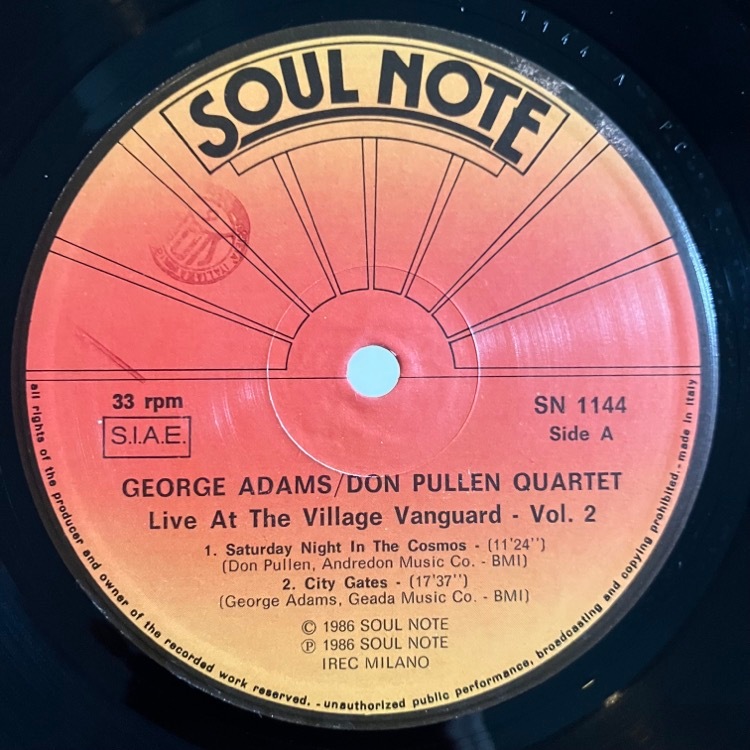 SOUL NOTE
1144 A PC
33 rpm
S.I.A.E.
SN 1144
Side A
GEORGE ADAMS/DON PULLEN QUARTET
Live At The Village Vanguard - Vol. 2
1. Saturday Night In The Cosmos - (11'24'')
(Don Pullen, Andredon Music Co. - BMI)
2. City Gates - (17'37'')
(George Adams, Geada Music Co. - BMI)
© 1986 SOUL NOTE
℗ 1986 SOUL NOTE
IREC MILANO
all rights of the producer and owner of the recorded work reserved. - unauthorized public performance, broadcasting and copying prohibited. - made in Italy